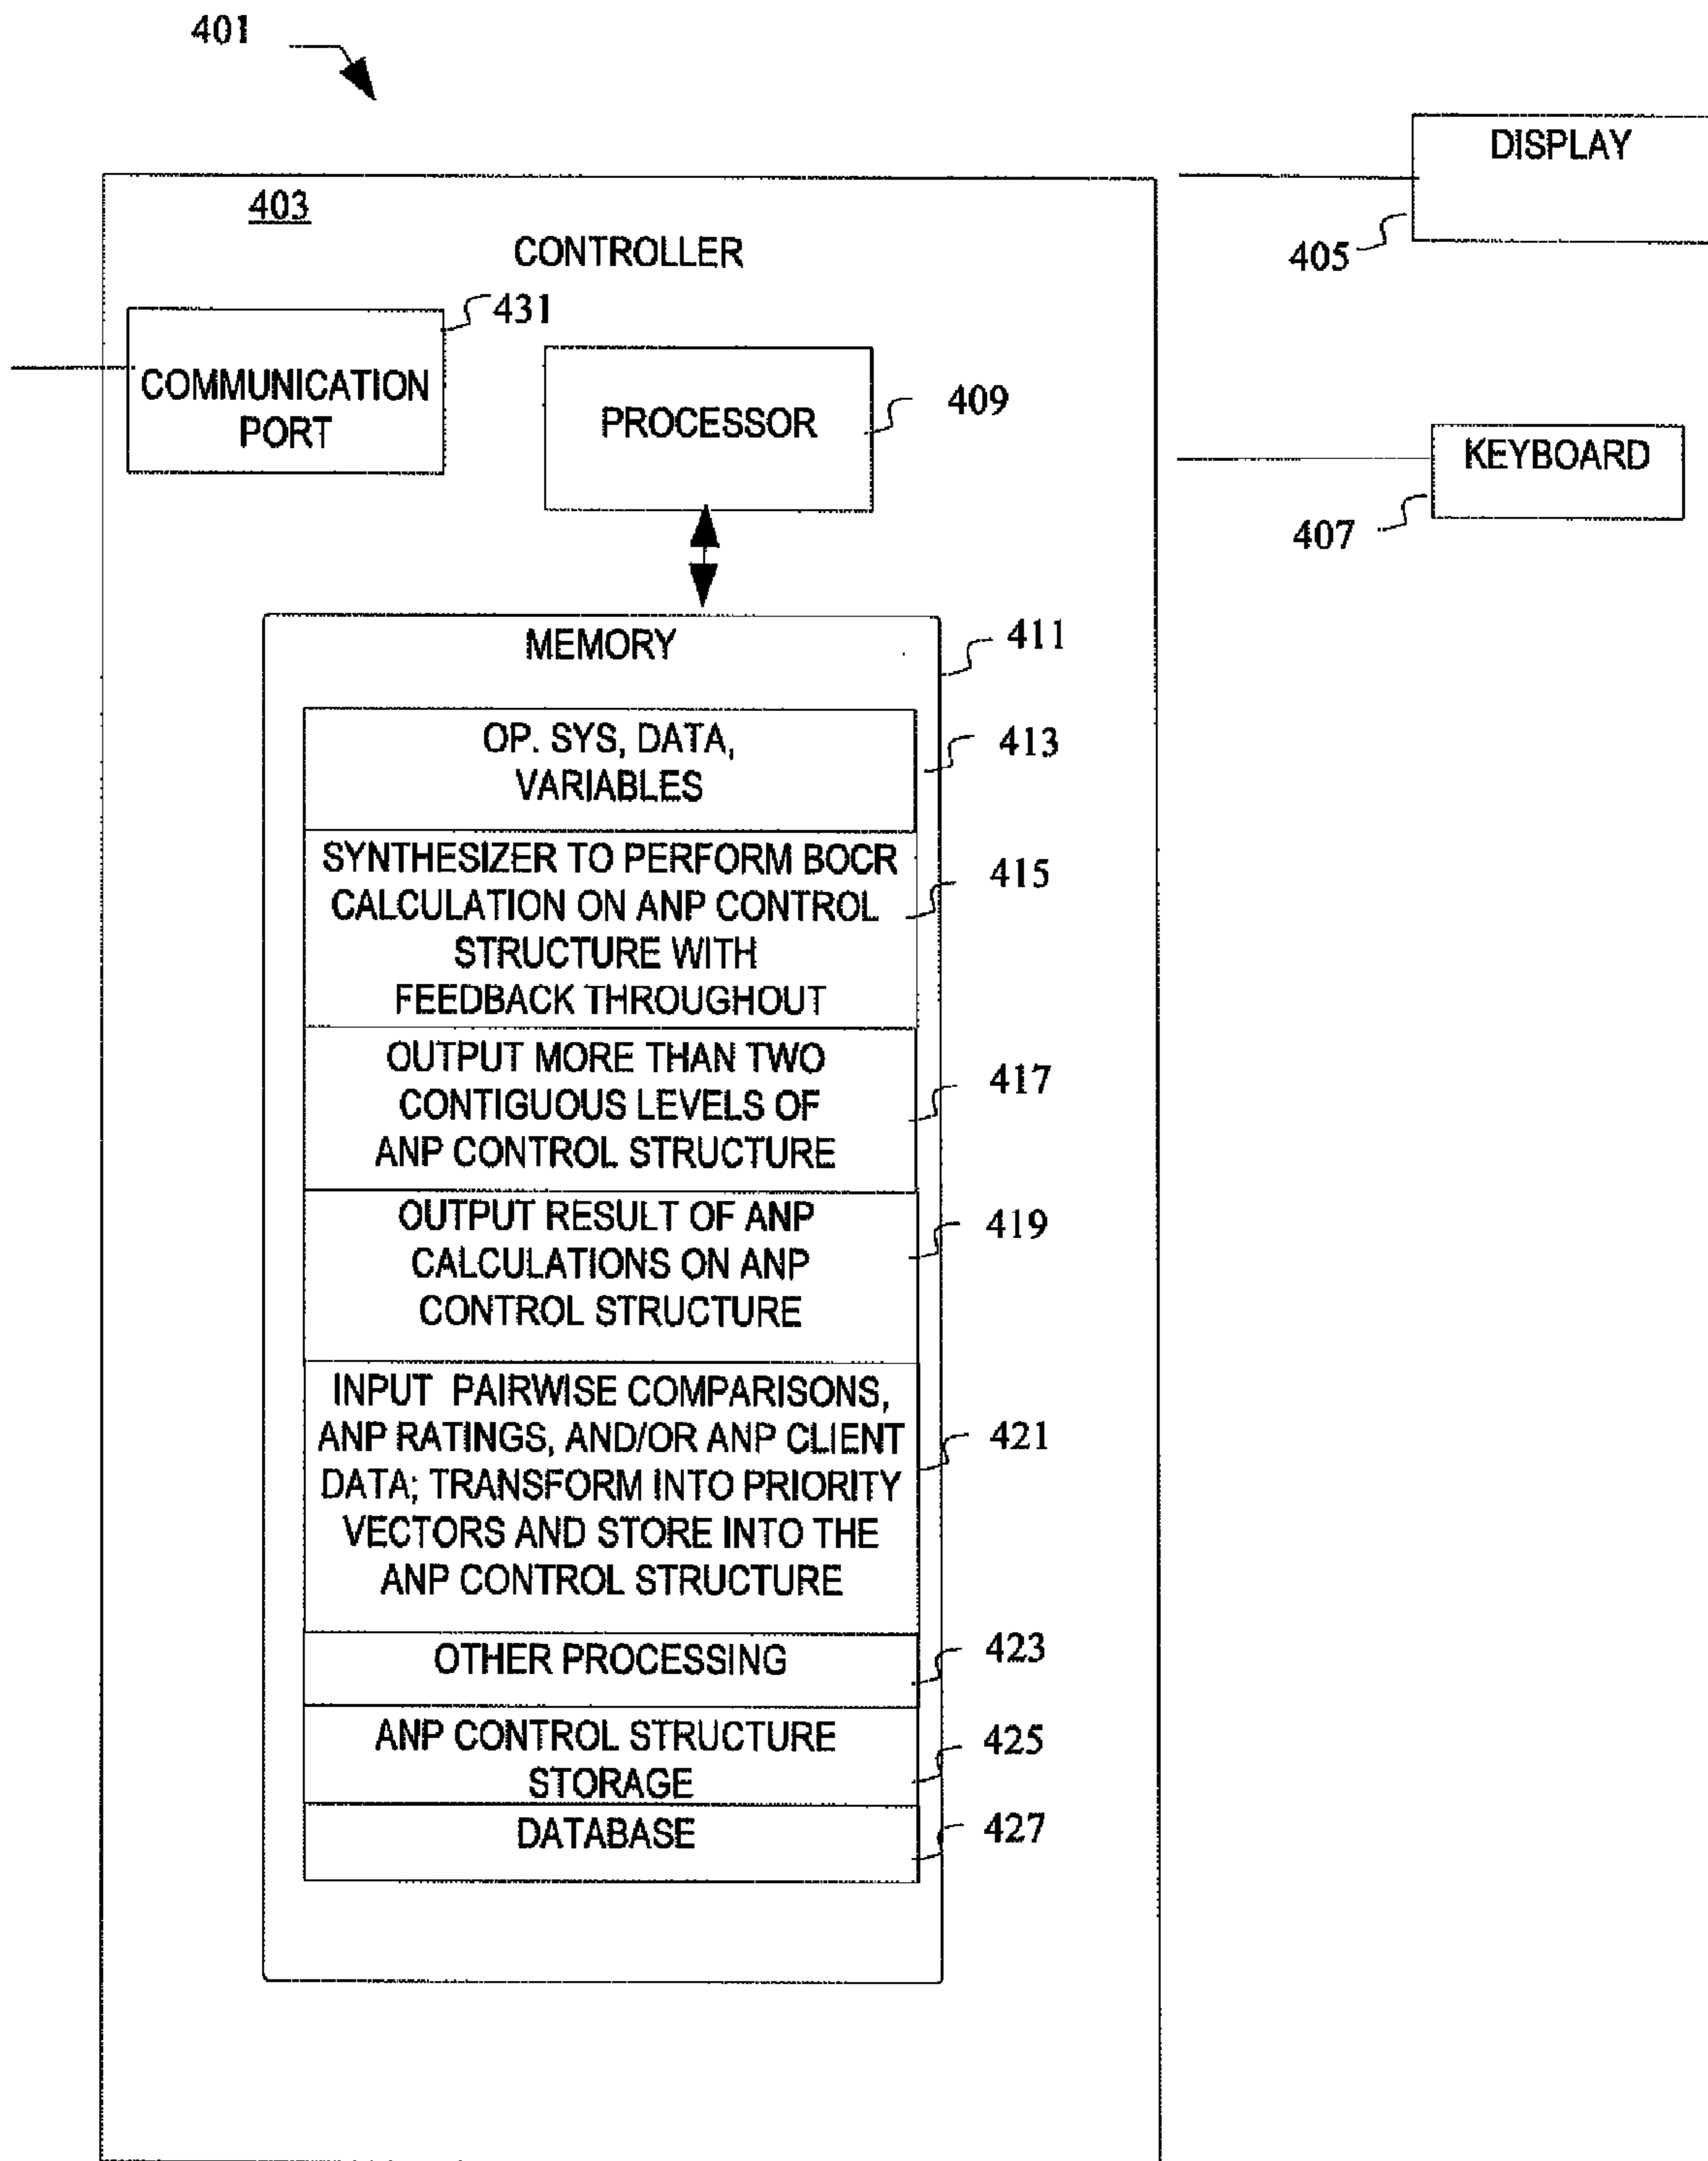 401
DISPLAY
405
403
CONTROLLER
431
COMMUNICATION
PORT
PROCESSOR
409
KEYBOARD
407
MEMORY
411
OP. SYS, DATA,
VARIABLES
413
SYNTHESIZER TO PERFORM BOCR
CALCULATION ON ANP CONTROL
STRUCTURE WITH
FEEDBACK THROUGHOUT
415
OUTPUT MORE THAN TWO
CONTIGUOUS LEVELS OF
ANP CONTROL STRUCTURE
417
OUTPUT RESULT OF ANP
CALCULATIONS ON ANP
CONTROL STRUCTURE
419
INPUT PAIRWISE COMPARISONS,
ANP RATINGS, AND/OR ANP CLIENT
DATA; TRANSFORM INTO PRIORITY
VECTORS AND STORE INTO THE
ANP CONTROL STRUCTURE
421
OTHER PROCESSING
423
ANP CONTROL STRUCTURE
STORAGE
425
DATABASE
427